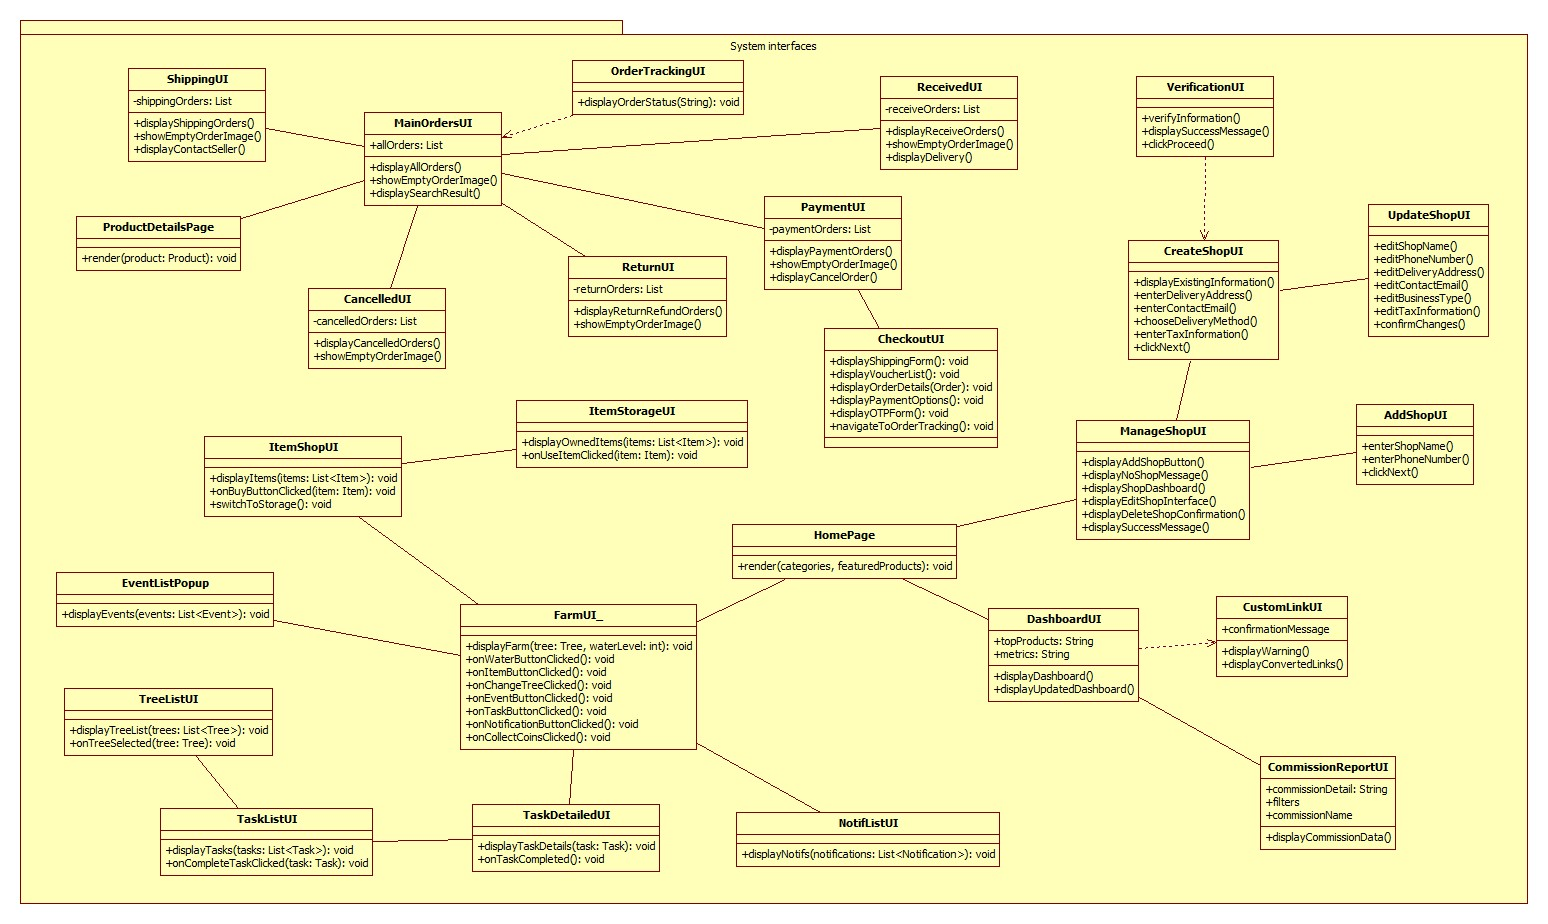 System interfaces
ShippingUI
-shippingOrders: List
+displayShippingOrders()
+showEmptyOrderImage()
+displayContactSeller()
OrderTrackingUI
+displayOrderStatus(String): void
MainOrdersUI
+allOrders: List
+displayAllOrders()
+showEmptyOrderImage()
+displaySearchResult()
ReceivedUI
-receiveOrders: List
+displayReceiveOrders()
+showEmptyOrderImage()
+displayDelivery()
VerificationUI
+verifyInformation()
+displaySuccessMessage()
+clickProceed()
ProductDetailsPage
+render(product: Product): void
PaymentUI
-paymentOrders: List
+displayPaymentOrders()
+showEmptyOrderImage()
+displayCancelOrder()
UpdateShopUI
+editShopName()
+editPhoneNumber()
+editDeliveryAddress()
+editContactEmail()
+editBusinessType()
+editTaxInformation()
+confirmChanges()
CreateShopUI
+displayExistingInformation()
+enterDeliveryAddress()
+enterContactEmail()
+chooseDeliveryMethod()
+enterTaxInformation()
+clickNext()
ReturnUI
-returnOrders: List
+displayReturnRefundOrders()
+showEmptyOrderImage()
CancelledUI
-cancelledOrders: List
+displayCancelledOrders()
+showEmptyOrderImage()
CheckoutUI
+displayShippingForm(): void
+displayVoucherList(): void
+displayOrderDetails(Order): void
+displayPaymentOptions(): void
+displayOTPForm(): void
+navigateToOrderTracking(): void
ItemStorageUI
+displayOwnedItems(items: List<Item>): void
+onUseItemClicked(item: Item): void
ItemShopUI
+displayItems(items: List<Item>): void
+onBuyButtonClicked(item: Item): void
+switchToStorage(): void
ManageShopUI
+displayAddShopButton()
+displayNoShopMessage()
+displayShopDashboard()
+displayEditShopInterface()
+displayDeleteShopConfirmation()
+displaySuccessMessage()
AddShopUI
+enterShopName()
+enterPhoneNumber()
+clickNext()
HomePage
+render(categories, featuredProducts): void
EventListPopup
+displayEvents(events: List<Event>): void
FarmUI_
+displayFarm(tree: Tree, waterLevel: int): void
+onWaterButtonClicked(): void
+onItemButtonClicked(): void
+onChangeTreeClicked(): void
+onEventButtonClicked(): void
+onTaskButtonClicked(): void
+onNotificationButtonClicked(): void
+onCollectCoinsClicked(): void
DashboardUI
+topProducts: String
+metrics: String
+displayDashboard()
+displayUpdatedDashboard()
CustomLinkUI
+confirmationMessage
+displayWarning()
+displayConvertedLinks()
TreeListUI
+displayTreeList(trees: List<Tree>): void
+onTreeSelected(tree: Tree): void
CommissionReportUI
+commissionDetail: String
+filters
+commissionName
+displayCommissionData()
TaskListUI
+displayTasks(tasks: List<Task>): void
+onCompleteTaskClicked(task: Task): void
TaskDetailedUI
+displayTaskDetails(task: Task): void
+onTaskCompleted(): void
NotifListUI
+displayNotifs(notifications: List<Notification>): void